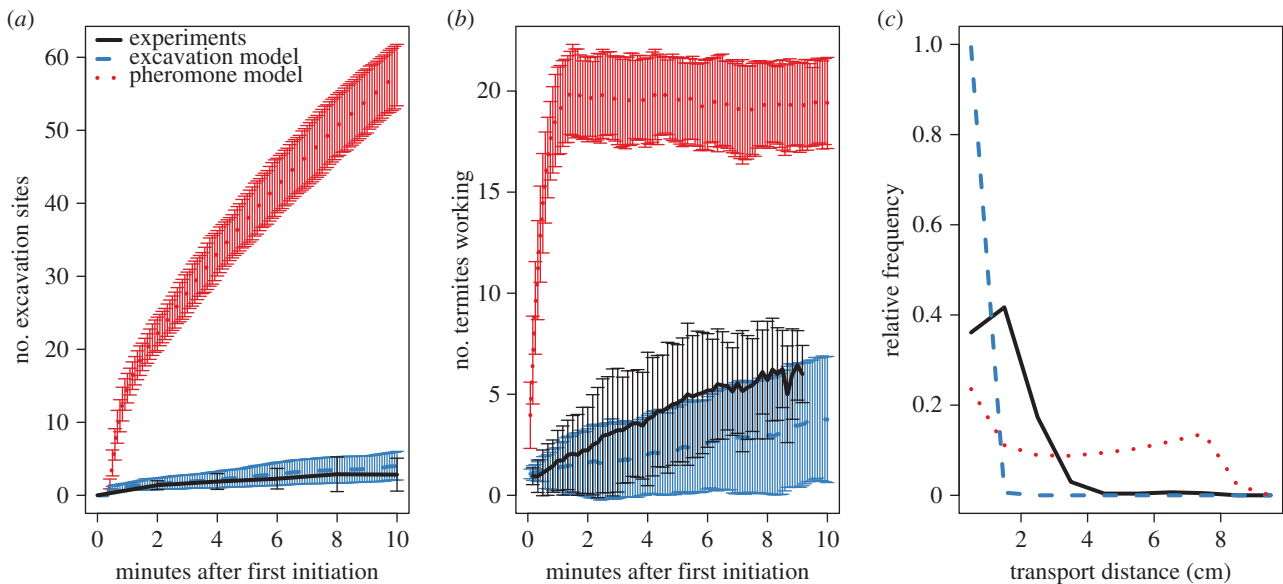 (a)
no. excavation sites
60
50
40
30
20
10
0
experiments
excavation model
pheromone model
0 2 4 6 8 10
minutes after first initiation
(b)
no. termites working
20
15
10
5
0
0 2 4 6 8 10
minutes after first initiation
(c)
relative frequency
1.0
0.8
0.6
0.4
0.2
0
2 4 6 8
transport distance (cm)